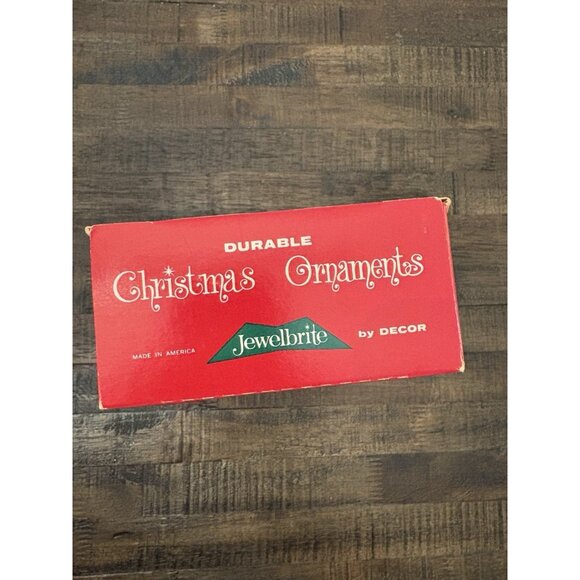 DURABLE
Christmas Ornaments
Jewelbrite
by DECOR
MADE IN AMERICA